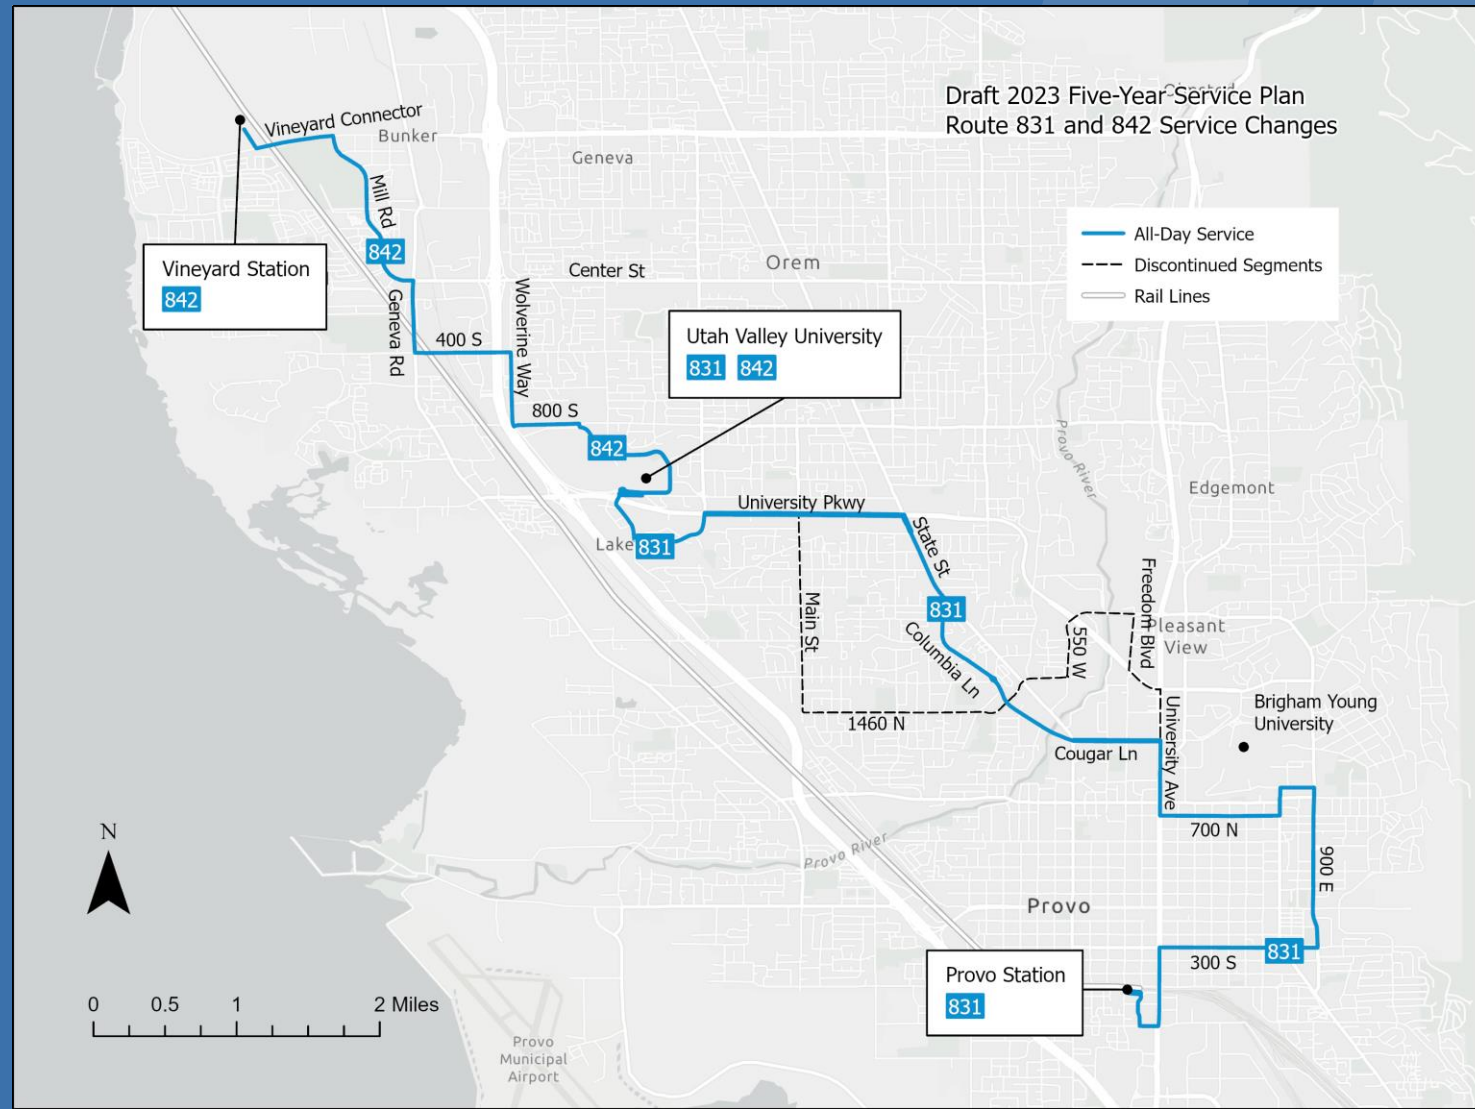 Draft 2023 Five-Year Service Plan
Route 831 and 842 Service Changes
Olmsted
Vineyard Connector
Bunker
Geneva
Mill Rd
842
All-Day Service
Discontinued Segments
Rail Lines
Vineyard Station
842
Center St
Orem
Geneva Rd
Wolverine Way
400 S
Utah Valley University
831 842
800 S
842
Provo River
Edgemont
University Pkwy
Lake
831
State St
831
Main St
Columbia Ln
550 W
Freedom Blvd
Pleasant
View
1460 N
Cougar Ln
University Ave
Brigham Young
University
700 N
900 E
Provo River
Provo
300 S
831
Provo Station
831
N
0 0.5 1 2 Miles
Provo
Municipal
Airport